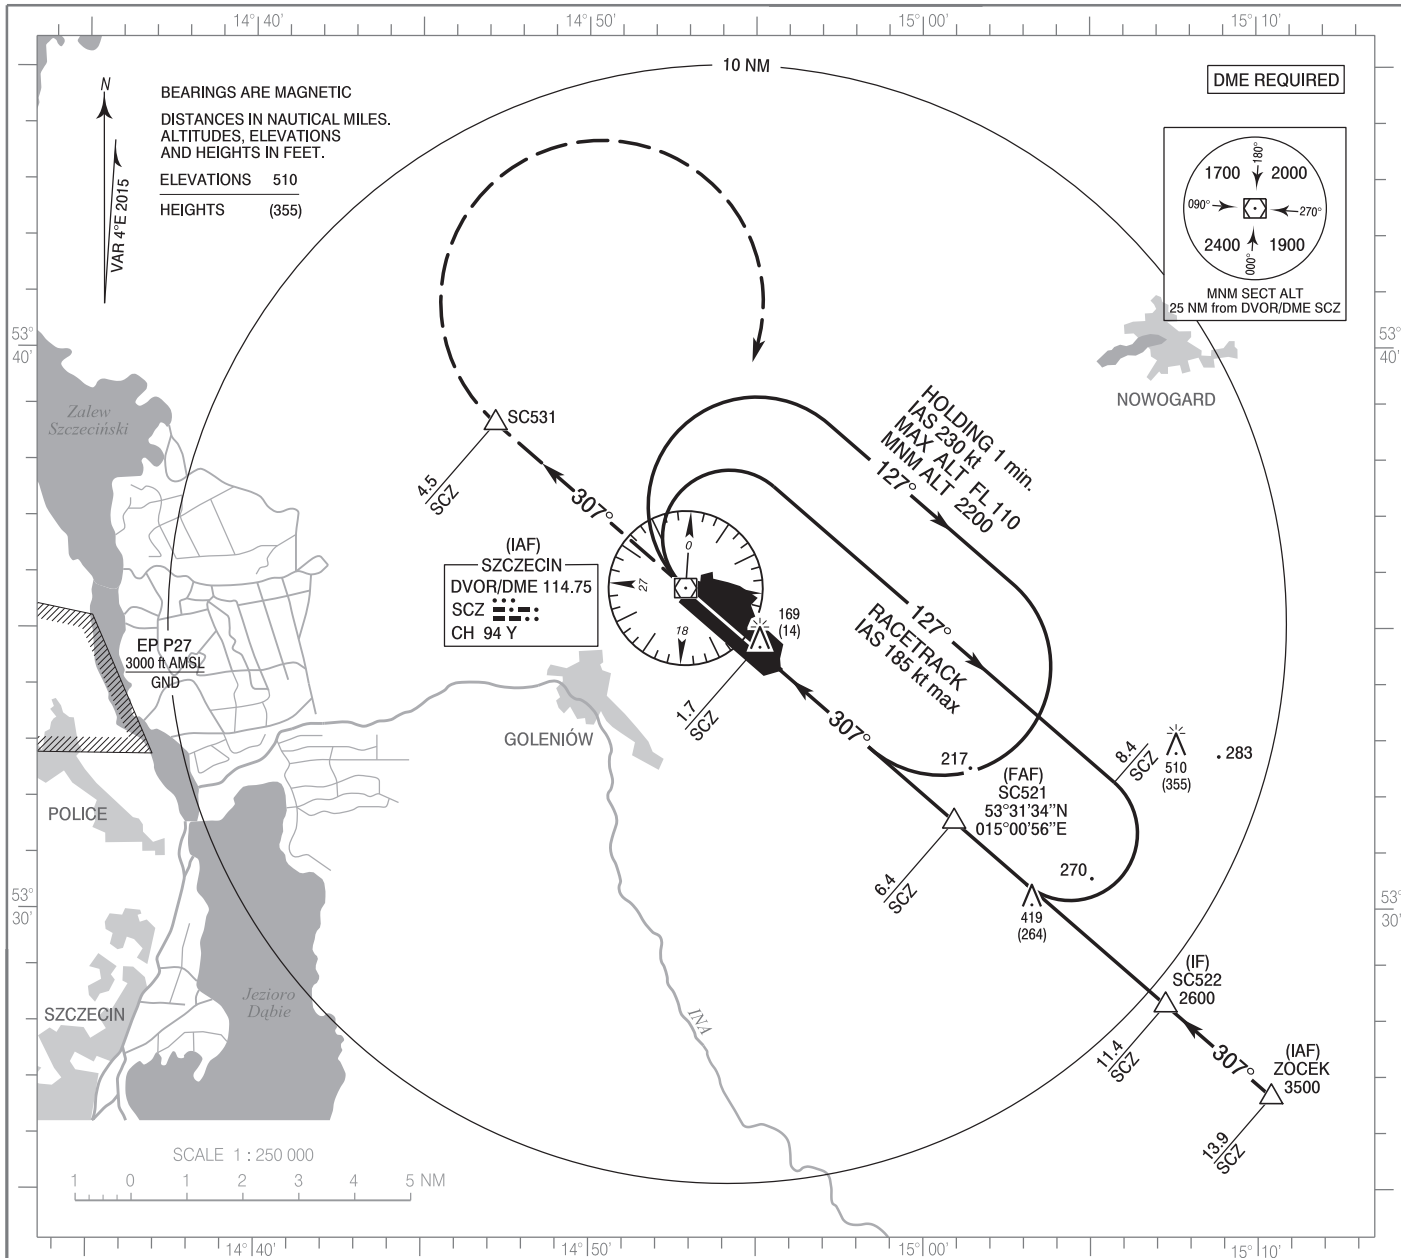 14°40'
14°50'
15°00'
15°10'
10 NM
DME REQUIRED
N
VAR 4°E 2015
BEARINGS ARE MAGNETIC
DISTANCES IN NAUTICAL MILES.
ALTITUDES, ELEVATIONS
AND HEIGHTS IN FEET.
ELEVATIONS 510
HEIGHTS (355)
180°
1700 2000
090° 270°
2400 1900
000°
MNM SECT ALT
25 NM from DVOR/DME SCZ
53°
40'
53°
40'
NOWOGARD
Zalew
Szczeciński
SC531
4.5
SCZ
307°
HOLDING 1 min.
IAS 230 kt
MAX ALT FL 110
MNM ALT 2200
127°
(IAF)
SZCZECIN
DVOR/DME 114.75
SCZ
CH 94 Y
0
27
18
169
(14)
127°
RACETRACK
IAS 185 kt max
EP P27
3000 ft AMSL
GND
1.7
SCZ
307°
GOLENIÓW
217
8.4
SCZ
510
(355)
283
(FAF)
SC521
53°31'34"N
015°00'56"E
POLICE
6.4
SCZ
270
419
(264)
53°
30'
53°
30'
(IF)
SC522
2600
11.4
SCZ
307°
(IAF)
ZOCEK
3500
13.9
SCZ
SZCZECIN
Jezioro
Dąbie
INA
SCALE 1 : 250 000
1 0 1 2 3 4 5 NM
14°40'
14°50'
15°00'
15°10'